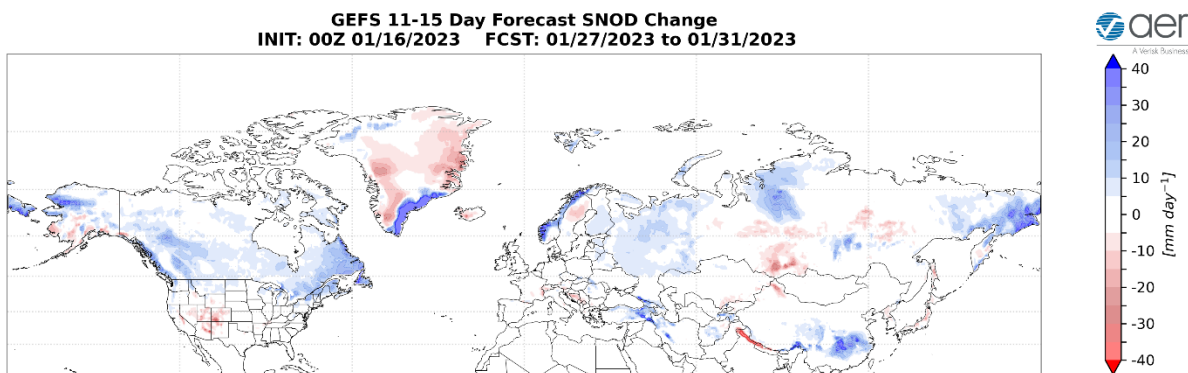 GEFS 11-15 Day Forecast SNOD Change
INIT: 00Z 01/16/2023 FCST: 01/27/2023 to 01/31/2023
aer
A Verisk Business
40
30
20
10
0
-10
-20
-30
-40
[mm day⁻¹]